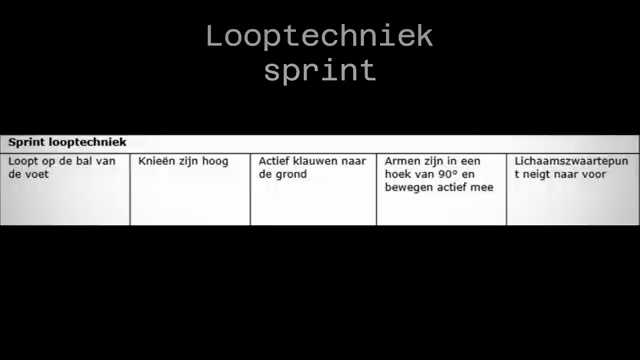 Looptechniek
sprint
Sprint looptechniek
Loopt op de bal van
de voet
Knieën zijn hoog
Actief klauwen naar
de grond
Armen zijn in een
hoek van 90° en
bewegen actief mee
Lichaamszwaartepun
t neigt naar voor